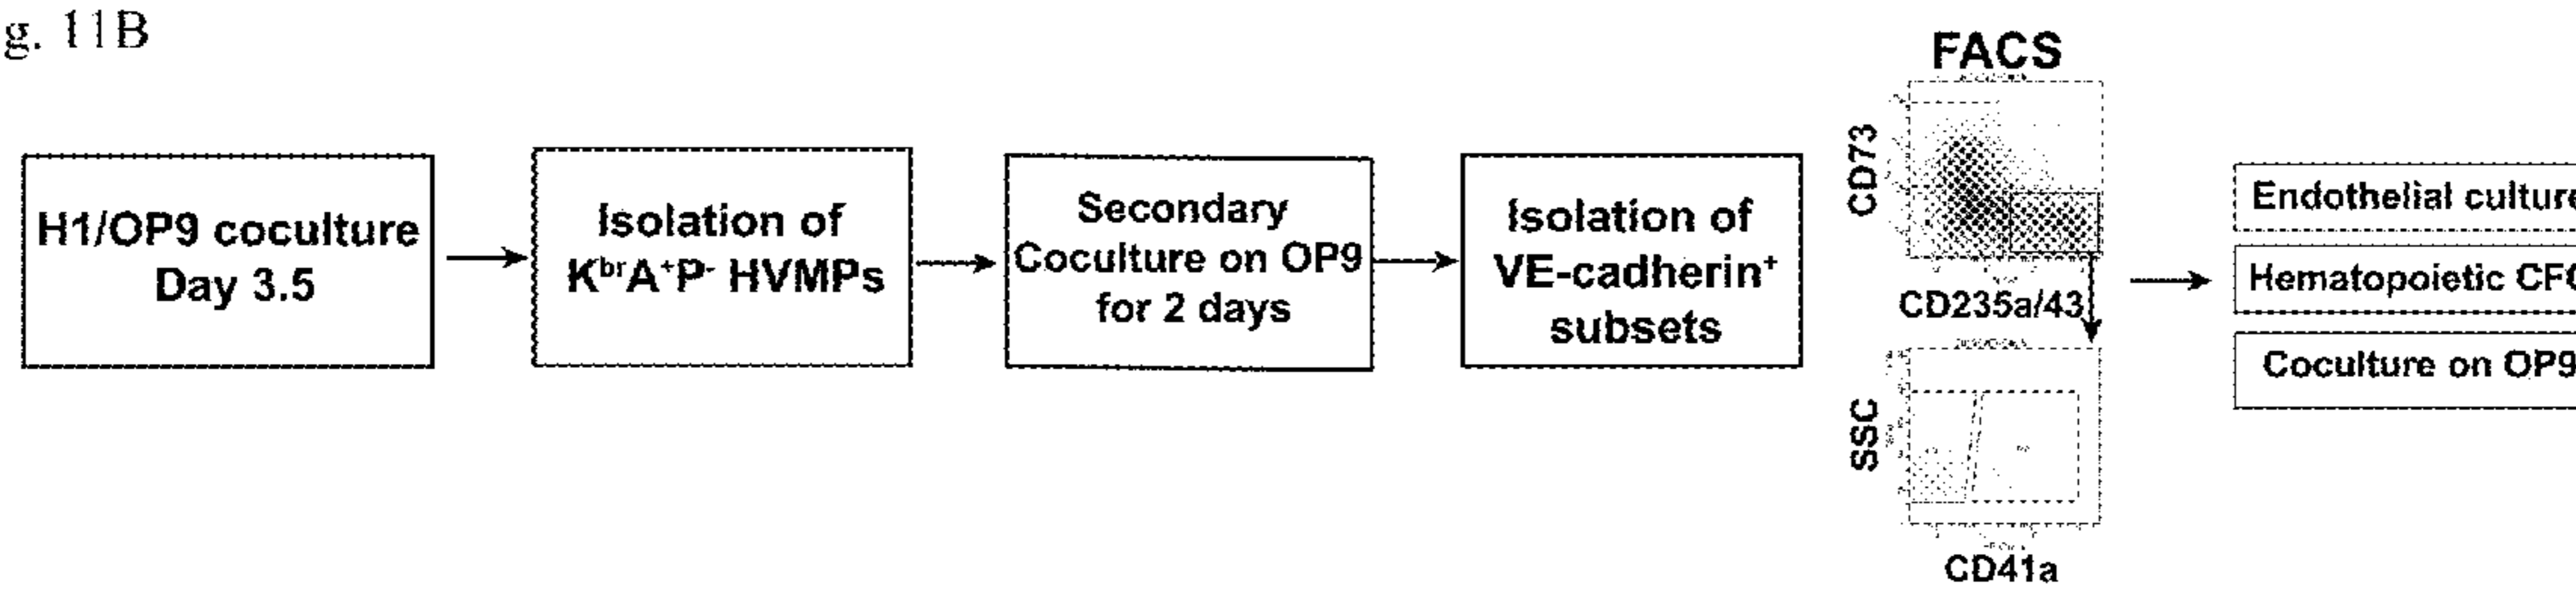 g. 11B
H1/OP9 coculture
Day 3.5
Isolation of
KbrA+P- HVMPs
Secondary
Coculture on OP9
for 2 days
Isolation of
VE-cadherin+
subsets
FACS
CD73
CD235a/43
SSC
CD41a
Endothelial culture
Hematopoietic CFC
Coculture on OP9